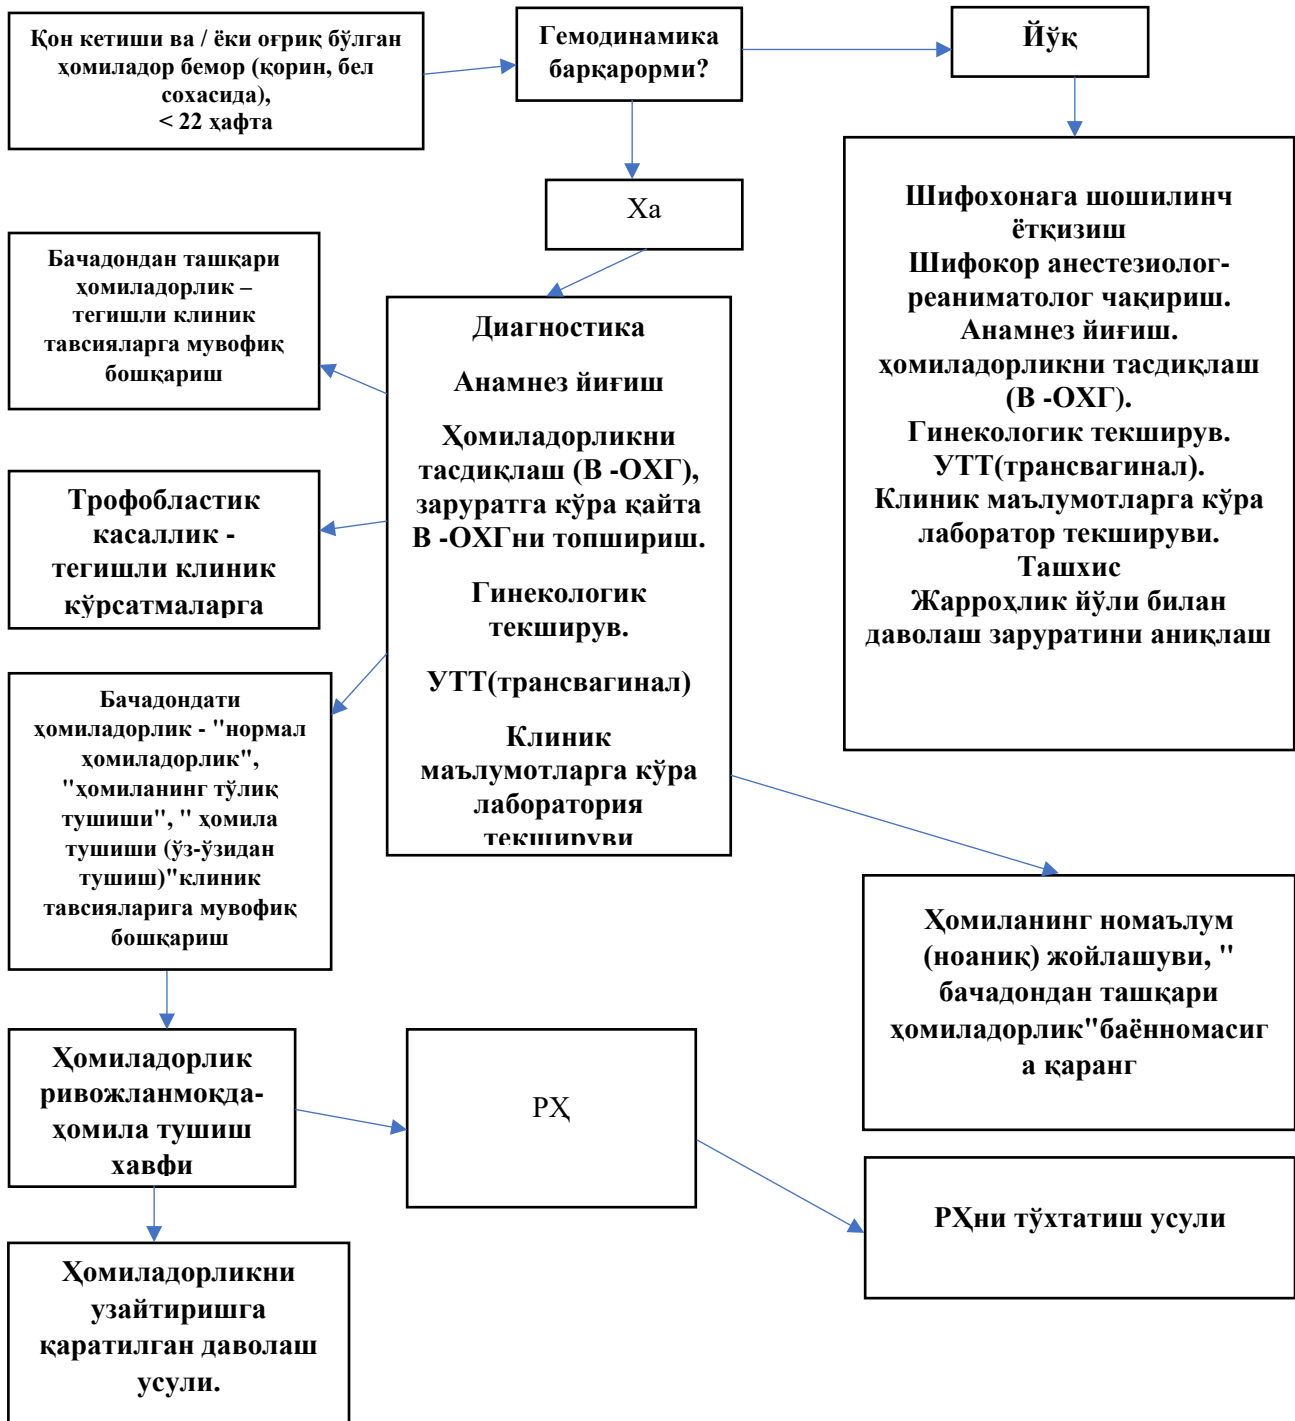 Қон кетиши ва / ёки оғриқ бўлган
ҳомиладор бемор (қорин, бел
сохасида),
< 22 ҳафта
Гемодинамика
барқарорми?
Йўқ
Ха
Шифохонага шошилинч
ётқизиш
Шифокор анестезиолог-
реаниматолог чақириш.
Анамнез йиғиш.
ҳомиладорликни тасдиқлаш
(В -ОХГ).
Гинекологик текширув.
УТТ(трансвагинал).
Клиник маълумотларга кўра
лаборатор текшируви.
Ташхис
Жарроҳлик йўли билан
даволаш заруратини аниқлаш
Бачадондан ташқари
ҳомиладорлик –
тегишли клиник
тавсияларга мувофиқ
бошқариш
Диагностика
Анамнез йиғиш
Ҳомиладорликни
тасдиқлаш (В -ОХГ),
заруратга кўра қайта
В -ОХГни топшириш.
Гинекологик
текширув.
УТТ(трансвагинал)
Клиник
маълумотларга кўра
лаборатория
текшируви
Трофобластик
касаллик -
тегишли клиник
кўрсатмаларга
Бачадондати
ҳомиладорлик - "нормал
ҳомиладорлик",
"ҳомиланинг тўлиқ
тушиши", " ҳомила
тушиши (ўз-ўзидан
тушиш)"клиник
тавсияларига мувофиқ
бошқариш
Ҳомиланинг номаълум
(ноаниқ) жойлашуви, "
бачадондан ташқари
ҳомиладорлик"баённомасиг
а қаранг
Ҳомиладорлик
ривожланмоқда-
ҳомила тушиш
хавфи
РҲ
РҲни тўхтатиш усули
Ҳомиладорликни
узайтиришга
қаратилган даволаш
усули.